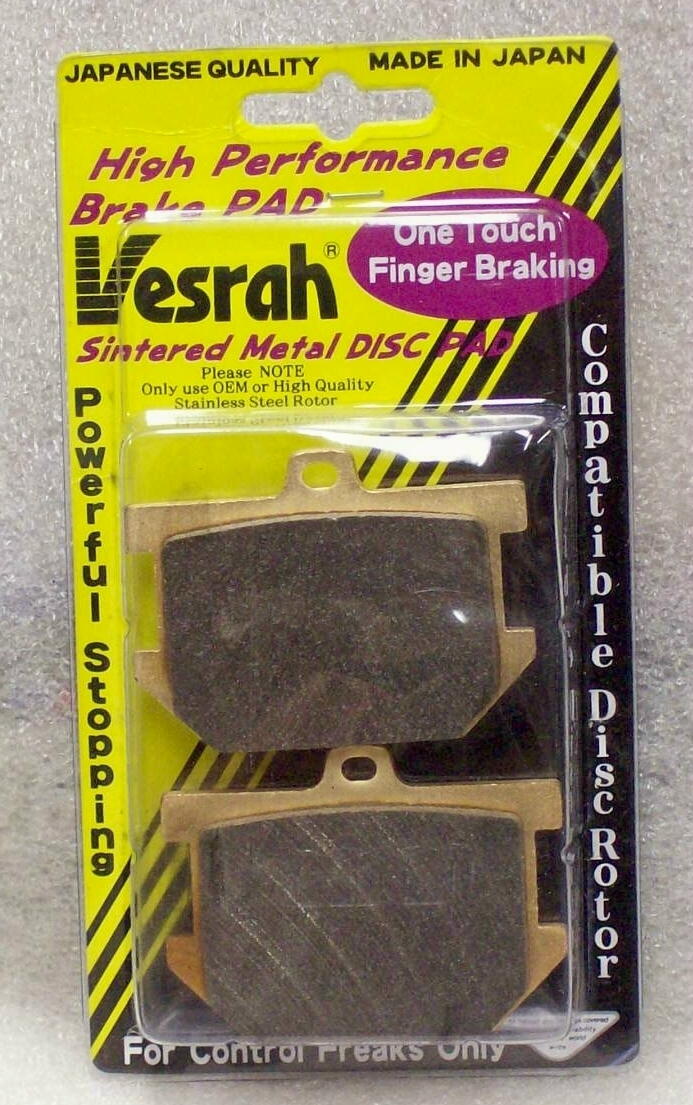 JAPANESE QUALITY MADE IN JAPAN
High Performance
Brake PAD
One Touch
Finger Braking
Vesrah®
Sintered Metal DISC PAD
Please NOTE
Only use OEM or High Quality
Stainless Steel Rotor
Powerful Stopping
Compatible Disc Rotor
For Control Freaks Only